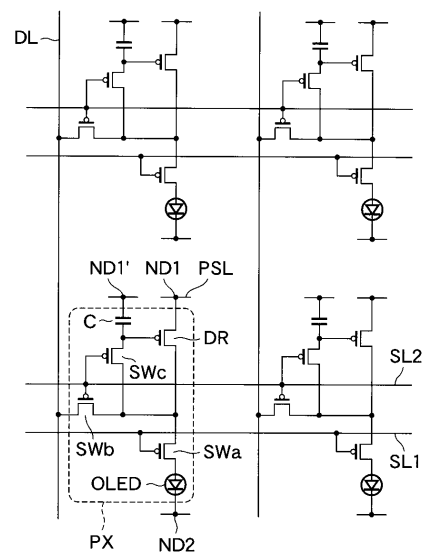 DL
ND1' ND1 PSL
C
DR
SWc
SL2
SWb
SWa
SL1
OLED
PX
ND2